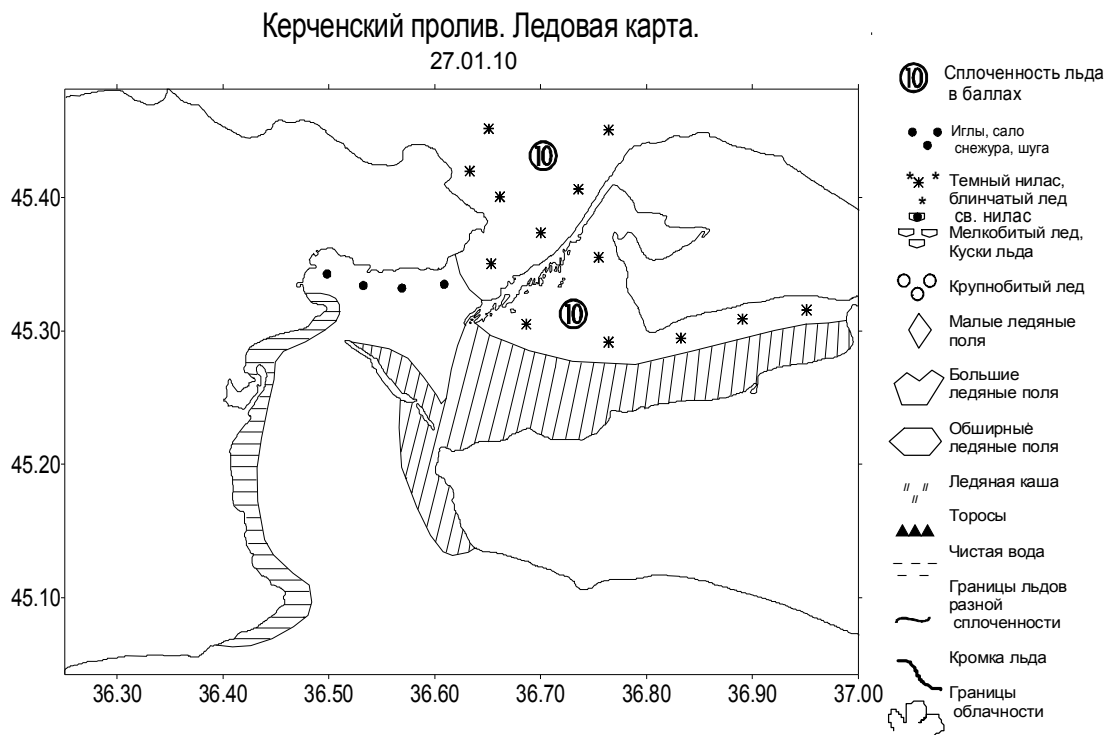 Керченский пролив. Ледовая карта.
27.01.10
10
Сплоченность льда
в баллах
Иглы, сало
снежура, шуга
Темный нилас,
блинчатый лед
св. нилас
Мелкобитый лед,
Куски льда
Крупнобитый лед
Малые ледяные
поля
Большие
ледяные поля
Обширные
ледяные поля
Ледяная каша
Торосы
Чистая вода
Границы льдов
разной
сплоченности
Кромка льда
Границы
облачности
10
10
45.40
45.30
45.20
45.10
36.30 36.40 36.50 36.60 36.70 36.80 36.90 37.00